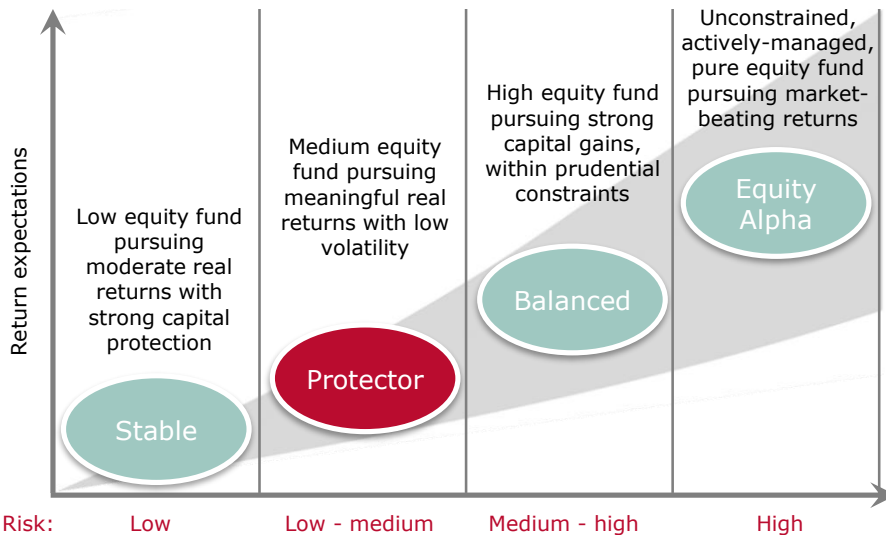 Return expectations
Low equity fund
pursuing
moderate real
returns with
strong capital
protection
Stable
Medium equity
fund pursuing
meaningful real
returns with low
volatility
Protector
High equity fund
pursuing strong
capital gains,
within prudential
constraints
Balanced
Unconstrained,
actively-managed,
pure equity fund
pursuing market-
beating returns
Equity
Alpha
Risk:
Low
Low - medium
Medium - high
High